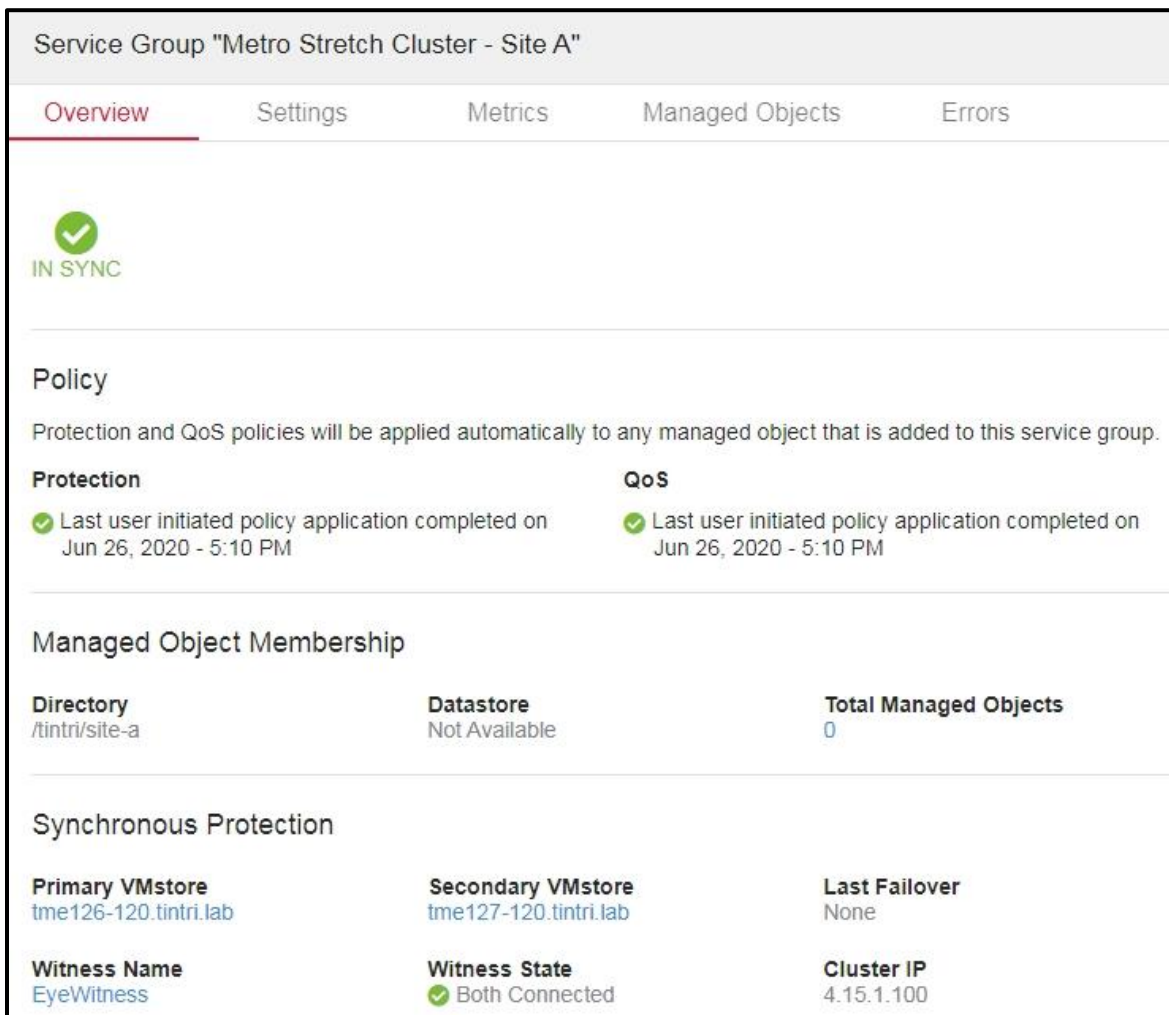 Service Group "Metro Stretch Cluster - Site A"
Overview Settings Metrics Managed Objects Errors
IN SYNC
Policy
Protection and QoS policies will be applied automatically to any managed object that is added to this service group.
Protection QoS
Last user initiated policy application completed on Last user initiated policy application completed on
Jun 26, 2020 - 5:10 PM Jun 26, 2020 - 5:10 PM
Managed Object Membership
Directory Datastore Total Managed Objects
/tintri/site-a Not Available 0
Synchronous Protection
Primary VMstore Secondary VMstore Last Failover
tme126-120.tintri.lab tme127-120.tintri.lab None
Witness Name Witness State Cluster IP
EyeWitness Both Connected 4.15.1.100